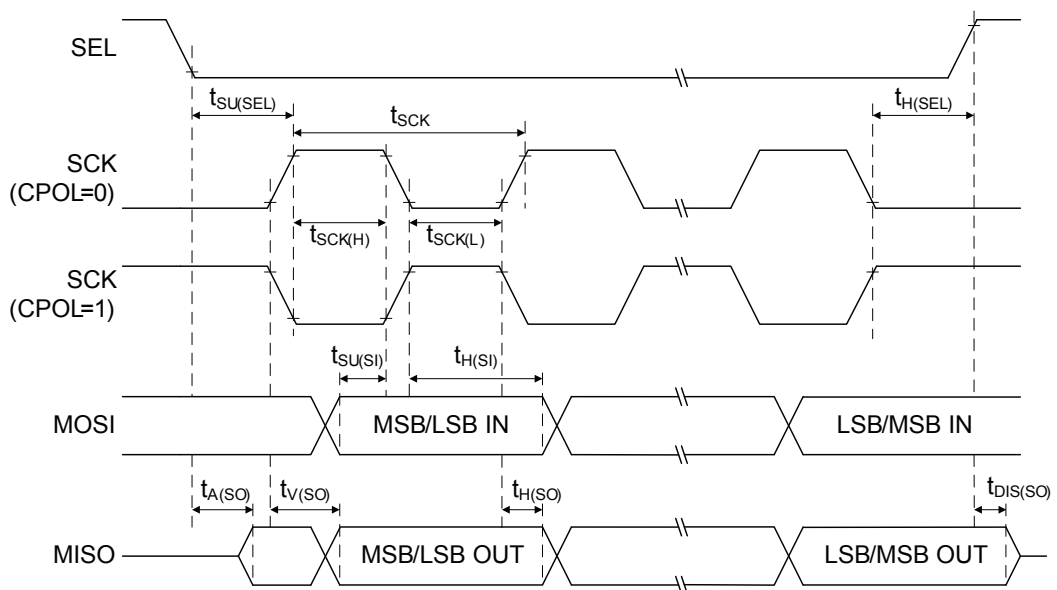 SEL
tSU(SEL)
tSCK
tH(SEL)
SCK
(CPOL=0)
tSCK(H)
tSCK(L)
SCK
(CPOL=1)
tSU(SI)
tH(SI)
MOSI
MSB/LSB IN
LSB/MSB IN
tA(SO)
tV(SO)
tH(SO)
tDIS(SO)
MISO
MSB/LSB OUT
LSB/MSB OUT